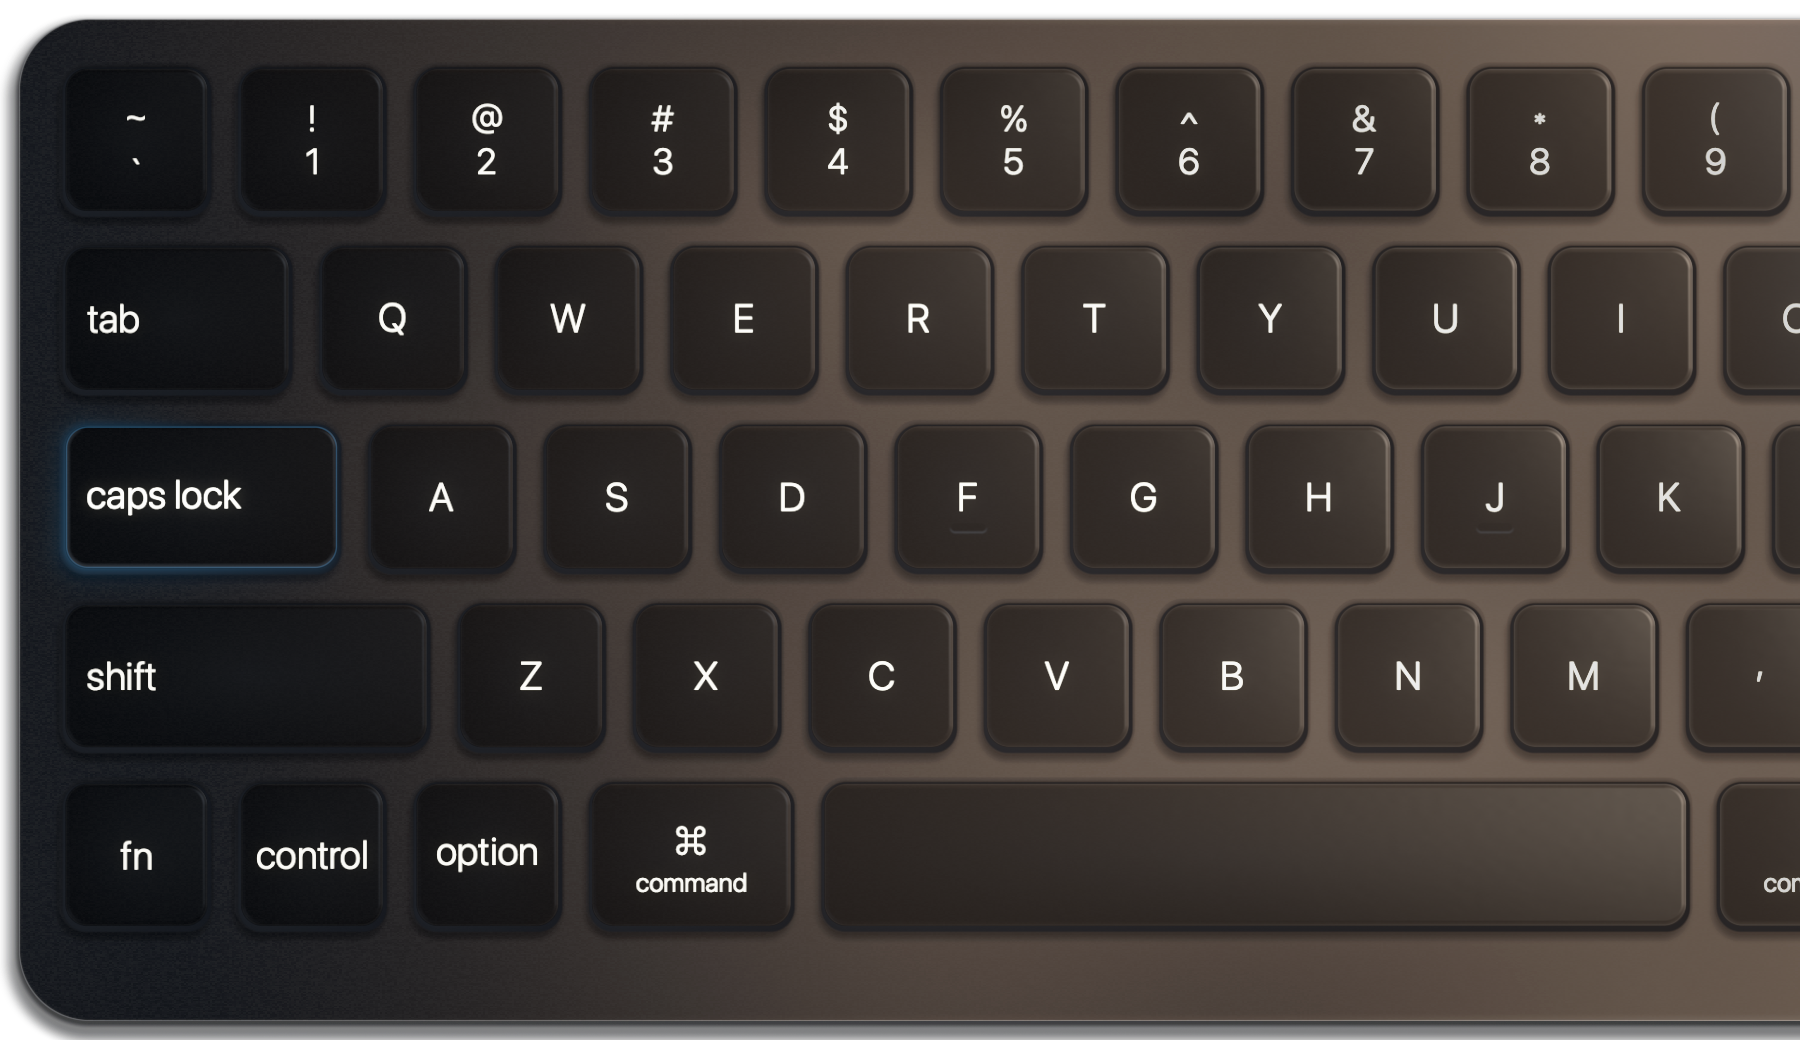 ~ ! @ # $ % ^ & * (
` 1 2 3 4 5 6 7 8 9
tab Q W E R T Y U I
caps lock A S D F G H J K
shift Z X C V B N M ,
fn control option ⌘
command